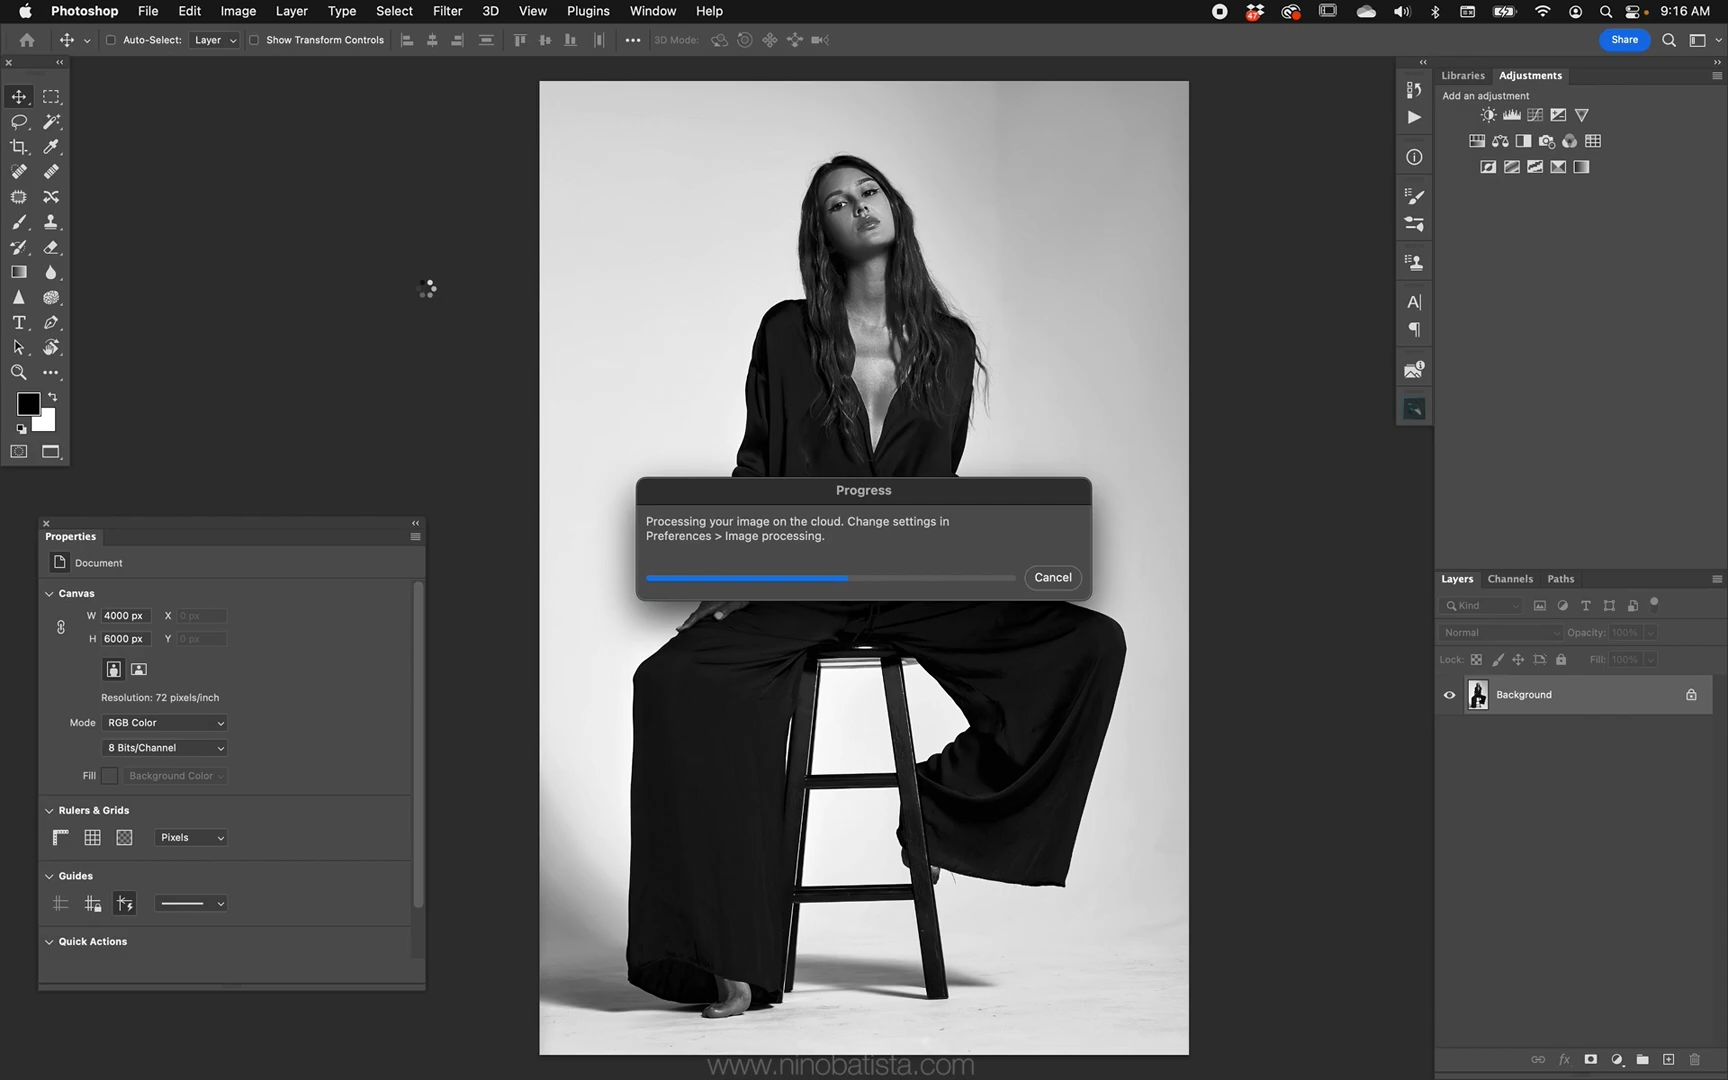 Photoshop File Edit Image Layer Type Select Filter 3D View Plugins Window Help 47 9:16 AM
Auto-Select: Layer Show Transform Controls 3D Mode: Share
Libraries Adjustments
Add an adjustment
Progress
Processing your image on the cloud. Change settings in
Preferences > Image processing.
Cancel
Properties
Document
Canvas
W 4000 px X 0 px
H 6000 px Y 0 px
Resolution: 72 pixels/inch
Mode RGB Color
8 Bits/Channel
Fill Background Color
Rulers & Grids
Pixels
Guides
Quick Actions
Layers Channels Paths
Kind
Normal Opacity: 100%
Lock: Fill: 100%
Background
fx
www.ninobatista.com